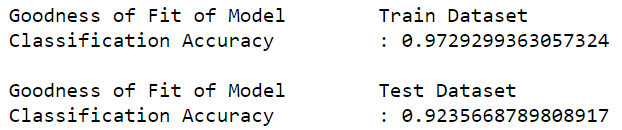 Goodness of Fit of Model Train Dataset
Classification Accuracy : 0.9729299363057324
Goodness of Fit of Model Test Dataset
Classification Accuracy : 0.9235668789808917